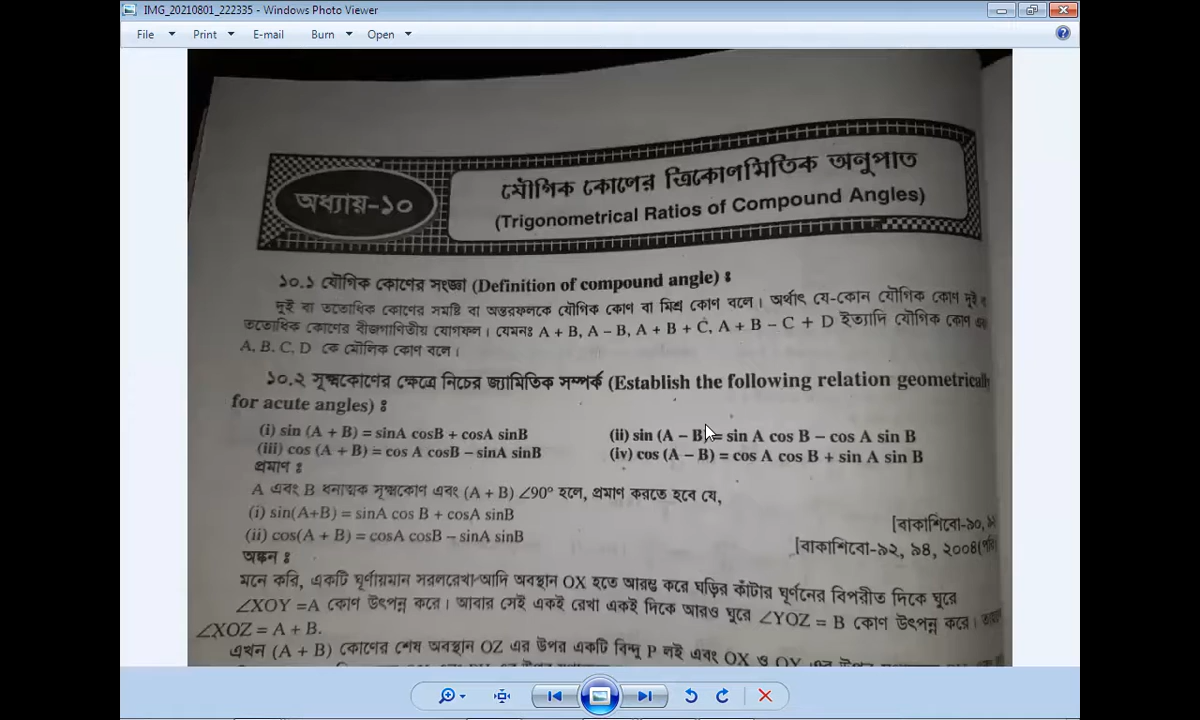 IMG_20210801_222335 - Windows Photo Viewer
File Print E-mail Burn Open
অধ্যায়-১০
যৌগিক কোণের ত্রিকোণমিতিক অনুপাত
(Trigonometrical Ratios of Compound Angles)
১০.১ যৌগিক কোণের সংজ্ঞা (Definition of compound angle) :
দুই বা ততোধিক কোণের সমষ্টি বা অন্তরফলকে যৌগিক কোণ বা মিশ্র কোণ বলে। অর্থাৎ যে-কোন যৌগিক কোণ দুই বা
ততোধিক কোণের বীজগাণিতীয় যোগফল। যেমনঃ A + B, A – B, A + B + C, A + B – C + D ইত্যাদি যৌগিক কোণ
A, B, C, D কে মৌলিক কোণ বলে।
১০.২ সূক্ষ্মকোণের ক্ষেত্রে নিচের জ্যামিতিক সম্পর্ক (Establish the following relation geometrically
for acute angles) :
(i) sin (A + B) = sinA cosB + cosA sinB (ii) sin (A – B) = sin A cos B – cos A sin B
(iii) cos (A + B) = cos A cosB – sinA sinB (iv) cos (A – B) = cos A cos B + sin A sin B
প্রমাণ :
A এবং B ধনাত্মক সূক্ষ্মকোণ এবং (A + B) ∠90° হলে, প্রমাণ করতে হবে যে,
(i) sin(A+B) = sinA cos B + cosA sinB [বাকাশিবো-৯০,
(ii) cos(A + B) = cosA cosB – sinA sinB [বাকাশিবো-৯২, ৯৪, ২০০৪(পরি)
অঙ্কন :
মনে করি, একটি ঘূর্ণায়মান সরলরেখা আদি অবস্থান OX হতে আরম্ভ করে ঘড়ির কাঁটার ঘূর্ণনের বিপরীত দিকে ঘুরে
∠XOY =A কোণ উৎপন্ন করে। আবার সেই একই রেখা একই দিকে আরও ঘুরে ∠YOZ = B কোণ উৎপন্ন করে।
∠XOZ = A + B.
এখন (A + B) কোণের শেষ অবস্থান OZ এর উপর একটি বিন্দু P লই এবং OX ও OY